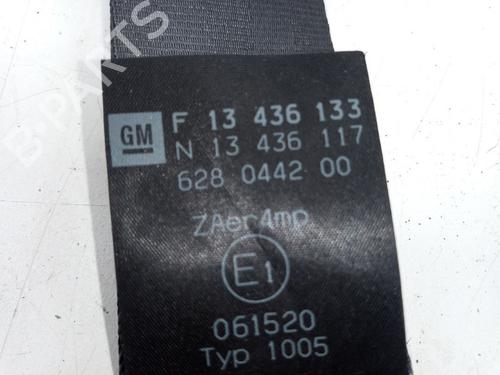 B-PARTS
GM
F 13 436 133
N 13 436 117
628 0442 00
ZAer4mp
E1
061520
Typ 1005